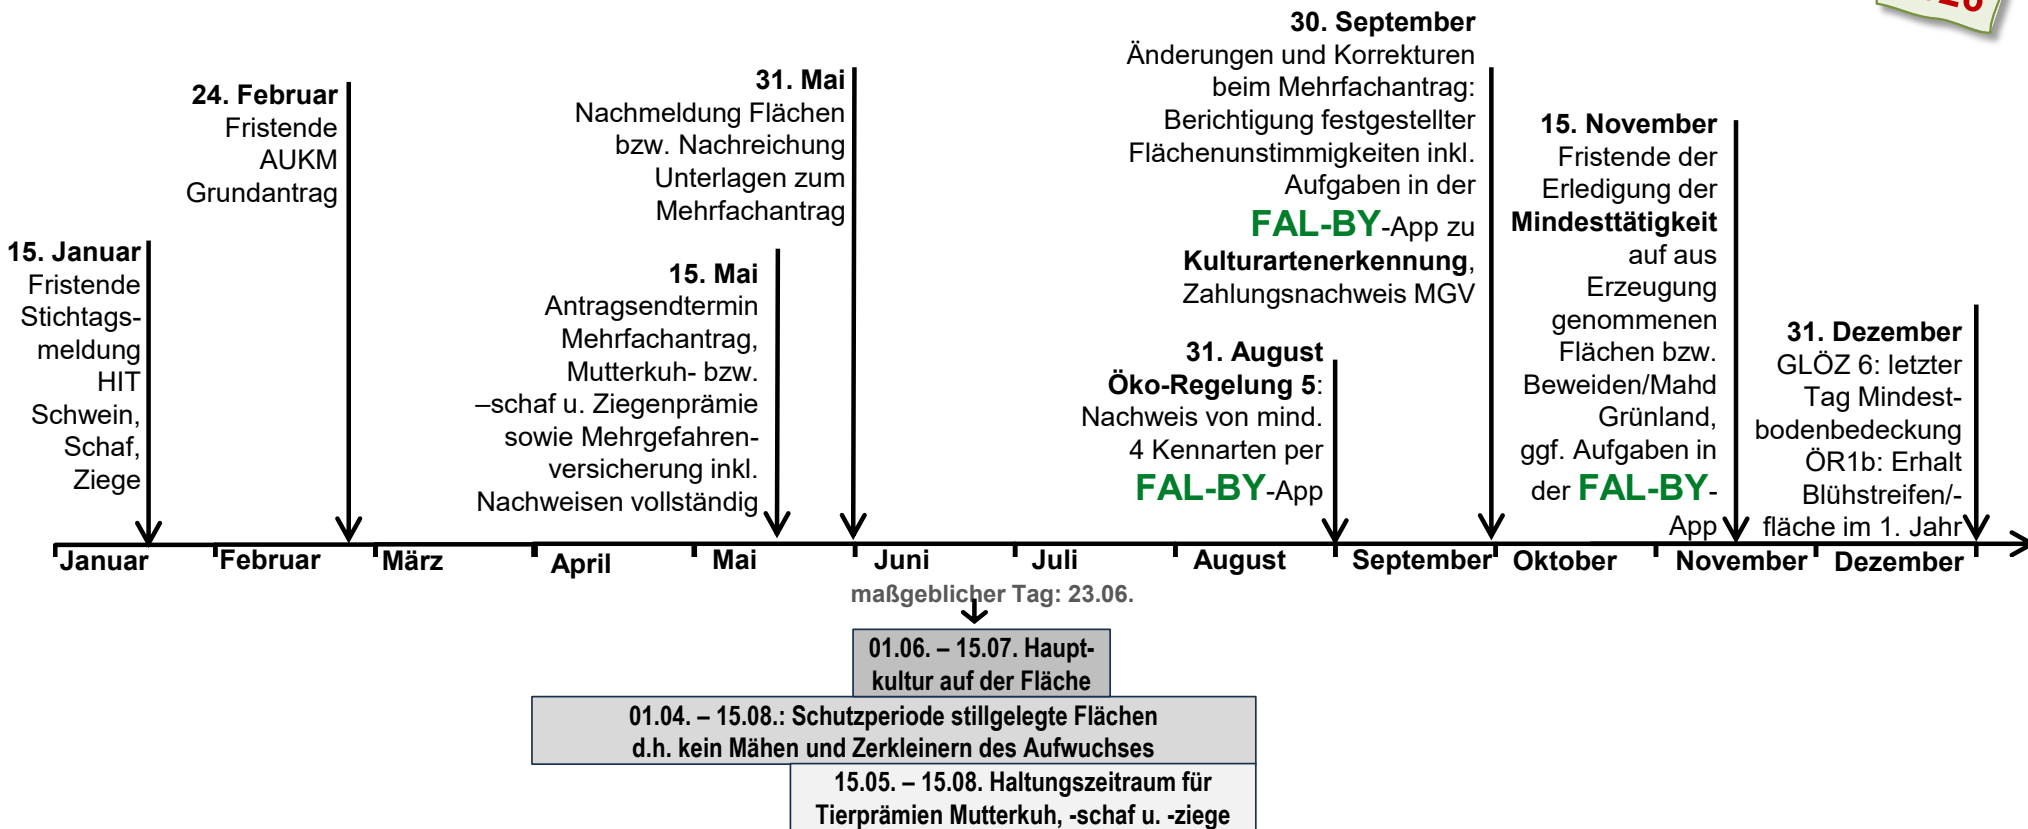 30. September
Änderungen und Korrekturen
beim Mehrfachantrag:
Berichtigung festgestellter
Flächenunstimmigkeiten inkl.
Aufgaben in der
FAL-BY-App zu
Kulturartenerkennung,
Zahlungsnachweis MGV
31. Mai
Nachmeldung Flächen
bzw. Nachreichung
Unterlagen zum
Mehrfachantrag
24. Februar
Fristende
AUKM
Grundantrag
15. November
Fristende der
Erledigung der
Mindesttätigkeit
auf aus
Erzeugung
genommenen
Flächen bzw.
Beweiden/Mahd
Grünland,
ggf. Aufgaben in
der FAL-BY-
App
15. Januar
Fristende
Stichtags-
meldung
HIT
Schwein,
Schaf,
Ziege
15. Mai
Antragsendtermin
Mehrfachantrag,
Mutterkuh- bzw.
–schaf u. Ziegenprämie
sowie Mehrgefahren-
versicherung inkl.
Nachweisen vollständig
31. August
Öko-Regelung 5:
Nachweis von mind.
4 Kennarten per
FAL-BY-App
31. Dezember
GLÖZ 6: letzter
Tag Mindest-
bodenbedeckung
ÖR1b: Erhalt
Blühstreifen/-
fläche im 1. Jahr
Januar Februar März April Mai Juni Juli August September Oktober November Dezember
maßgeblicher Tag: 23.06.
01.06. – 15.07. Haupt-
kultur auf der Fläche
01.04. – 15.08.: Schutzperiode stillgelegte Flächen
d.h. kein Mähen und Zerkleinern des Aufwuchses
15.05. – 15.08. Haltungszeitraum für
Tierprämien Mutterkuh, -schaf u. -ziege